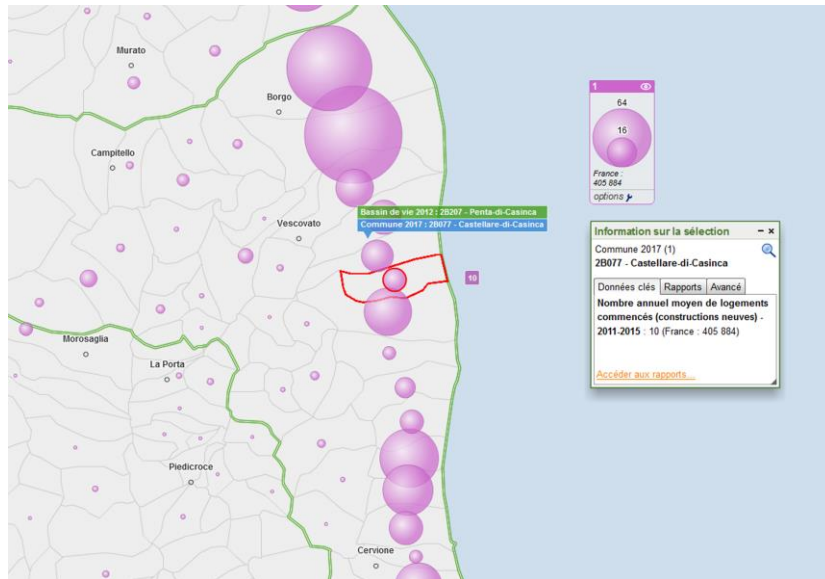 Murato
Borgo
Campitello
Bassin de vie 2012 : 2B207 - Penta-di-Casinca
Commune 2017 : 2B077 - Castellare-di-Casinca
Vescovato
10
Morosaglia
La Porta
Piedicroce
Cervione
1
64
16
France :
405 884
options
Information sur la sélection
Commune 2017 (1)
2B077 - Castellare-di-Casinca
Données clés Rapports Avancé
Nombre annuel moyen de logements
commencés (constructions neuves) -
2011-2015 : 10 (France : 405 884)
Accéder aux rapports...